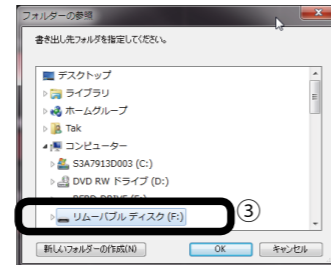 フォルダーの参照
書き出し先フォルダを指定してください。
デスクトップ
ライブラリ
ホームグループ
Tak
コンピューター
S3A7913D003 (C:)
DVD RW ドライブ (D:)
リムーバブル ディスク (F:)
③
新しいフォルダーの作成(N)
OK
キャンセル